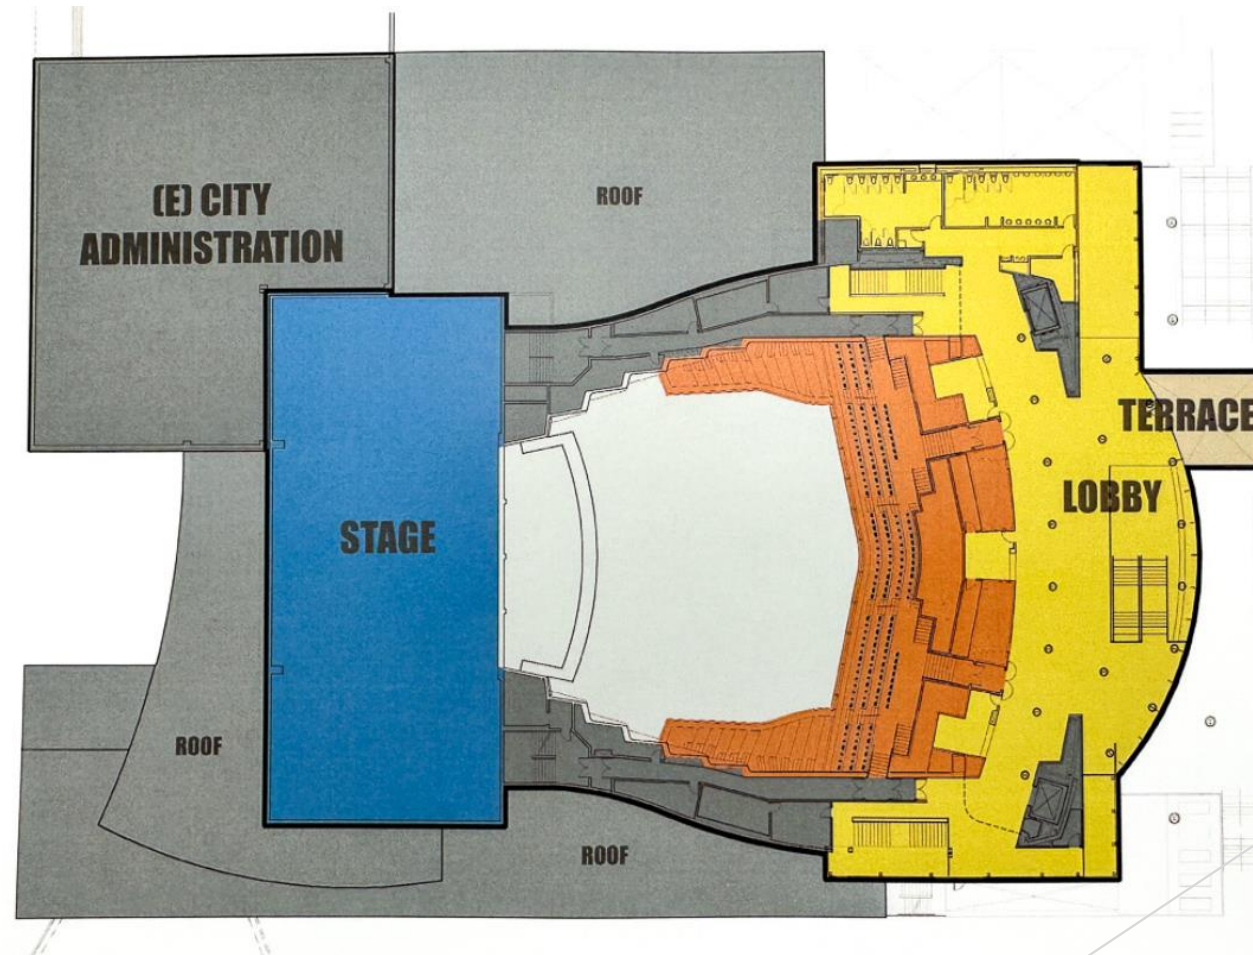 (E) CITY
ADMINISTRATION
ROOF
TERRACE
LOBBY
STAGE
ROOF
ROOF